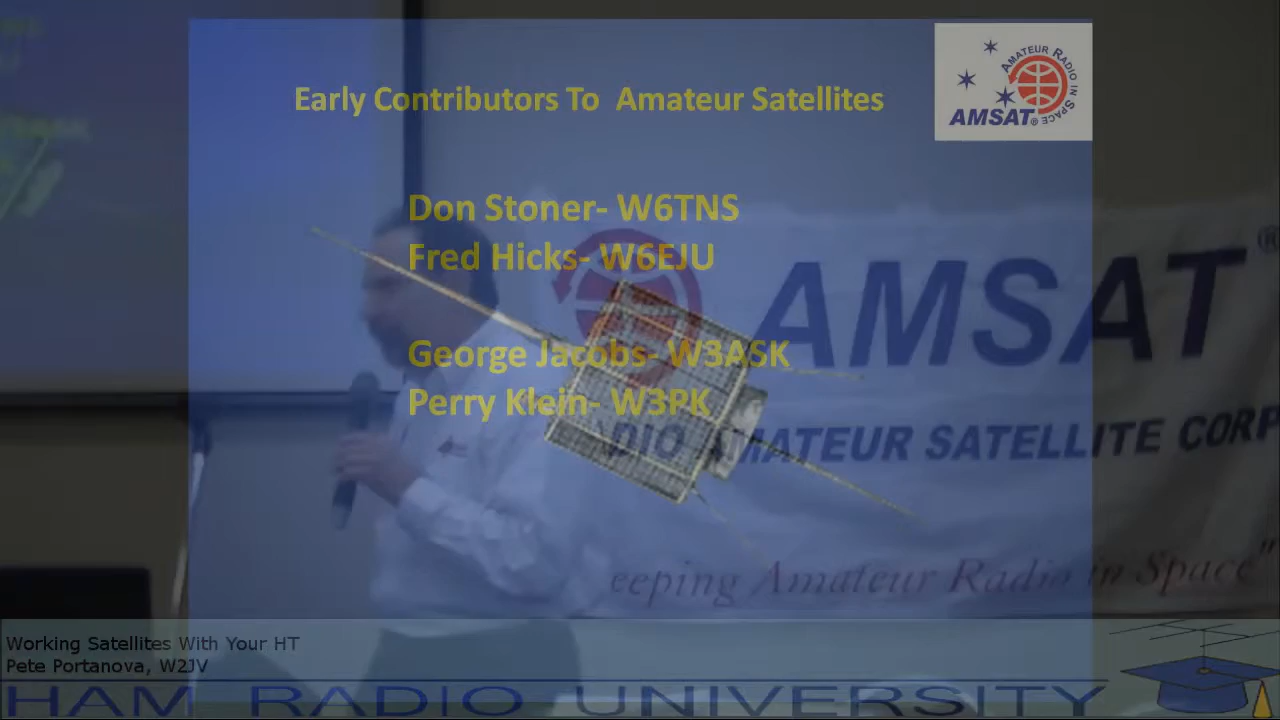 Early Contributors To Amateur Satellites
AMATEUR RADIO IN SPACE
AMSAT®
Don Stoner- W6TNS
Fred Hicks- W6EJU
George Jacobs- W3ASK
Perry Klein- W3PK
AMSAT®
DIO AMATEUR SATELLITE CORP
eeping Amateur Radio in Space"
Working Satellites With Your HT
Pete Portanova, W2JV
HAM RADIO UNIVERSITY